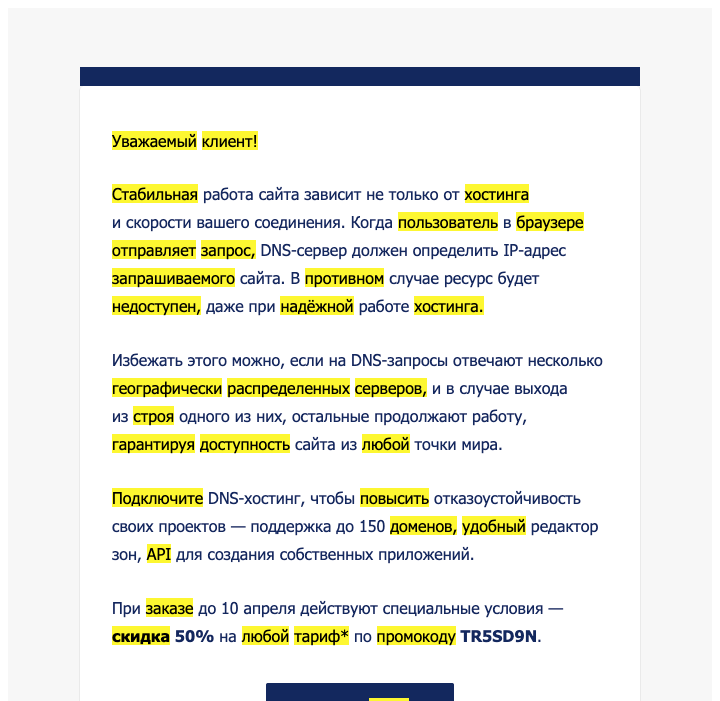 Уважаемый клиент!
Стабильная работа сайта зависит не только от хостинга
и скорости вашего соединения. Когда пользователь в браузере
отправляет запрос, DNS-сервер должен определить IP-адрес
запрашиваемого сайта. В противном случае ресурс будет
недоступен, даже при надёжной работе хостинга.
Избежать этого можно, если на DNS-запросы отвечают несколько
географически распределенных серверов, и в случае выхода
из строя одного из них, остальные продолжают работу,
гарантируя доступность сайта из любой точки мира.
Подключите DNS-хостинг, чтобы повысить отказоустойчивость
своих проектов — поддержка до 150 доменов, удобный редактор
зон, API для создания собственных приложений.
При заказе до 10 апреля действуют специальные условия —
скидка 50% на любой тариф* по промокоду TR5SD9N.